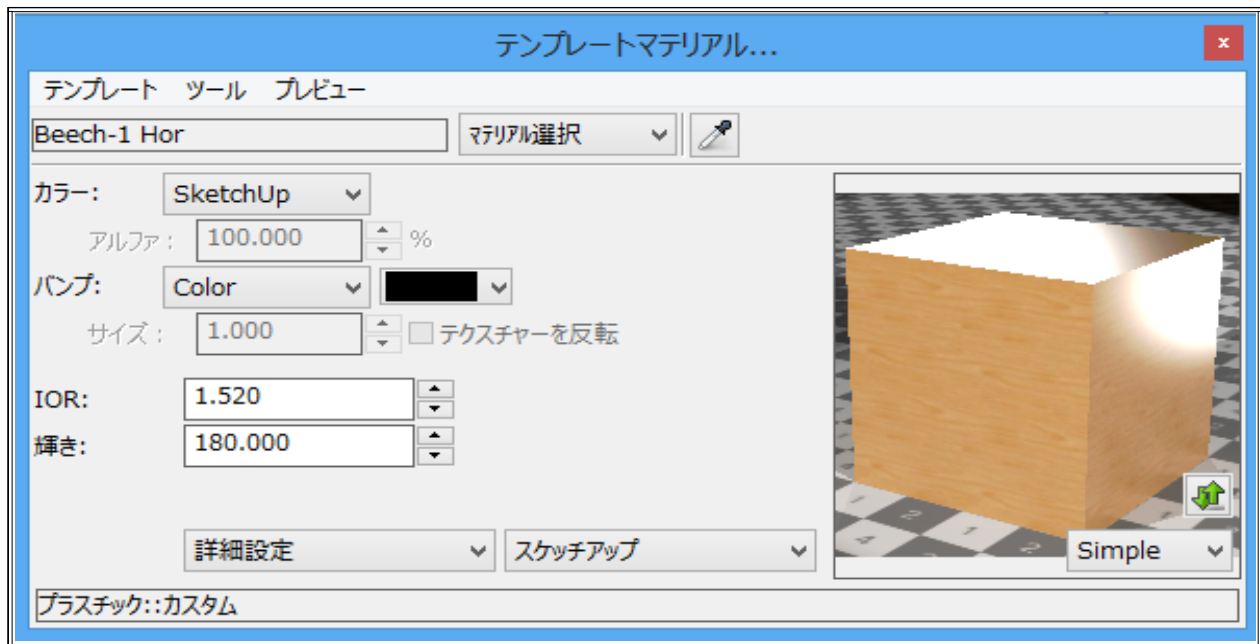 テンプレートマテリアル...
x
テンプレート ツール プレビュー
Beech-1 Hor マテリアル選択
カラー: SketchUp
アルファ : 100.000 %
バンプ: Color
サイズ : 1.000 テクスチャーを反転
IOR: 1.520
輝き: 180.000
詳細設定 スケッチアップ Simple
プラスチック::カスタム